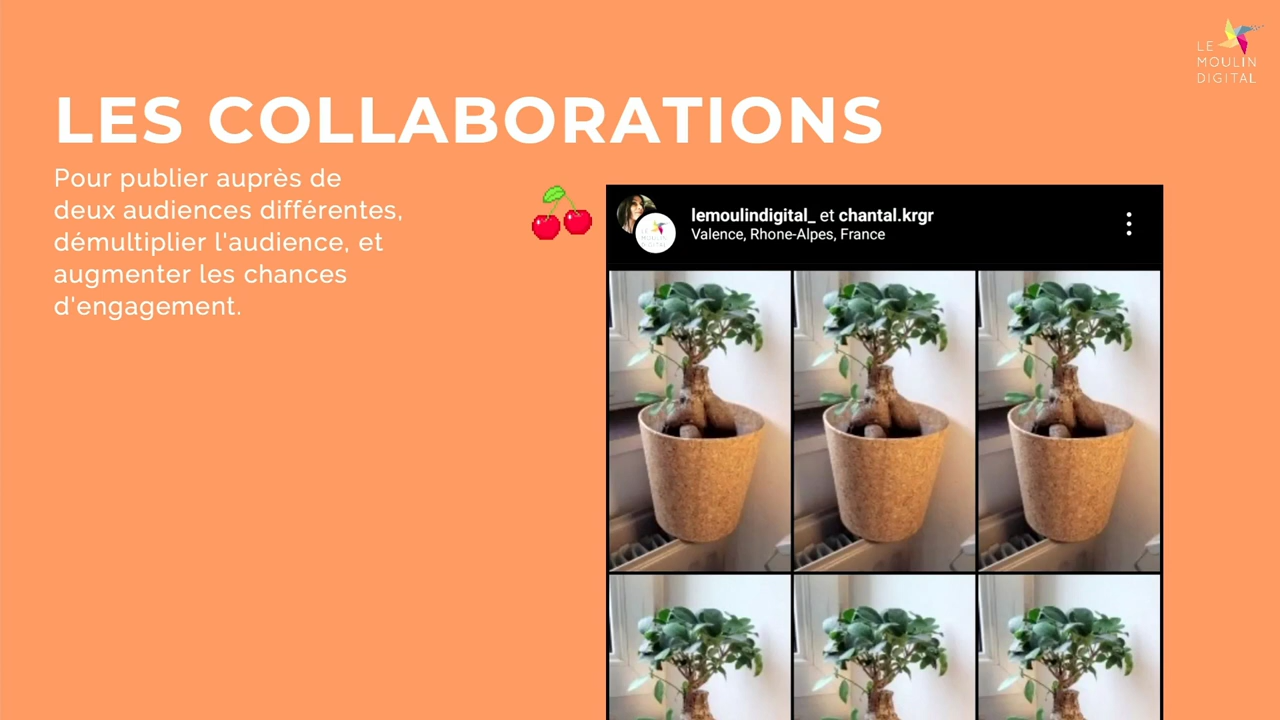 LE
MOULIN
DIGITAL
LES COLLABORATIONS
Pour publier auprès de
deux audiences différentes,
démultiplier l'audience, et
augmenter les chances
d'engagement.
lemoulindigital_ et chantal.krgr
Valence, Rhone-Alpes, France